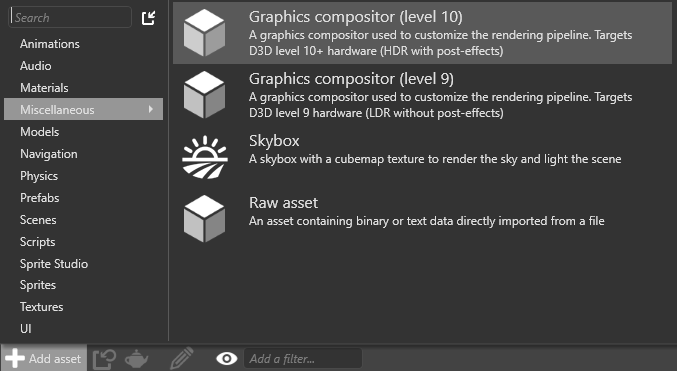 Search
Animations
Audio
Materials
Miscellaneous
Models
Navigation
Physics
Prefabs
Scenes
Scripts
Sprite Studio
Sprites
Textures
UI
Graphics compositor (level 10)
A graphics compositor used to customize the rendering pipeline. Targets
D3D level 10+ hardware (HDR with post-effects)
Graphics compositor (level 9)
A graphics compositor used to customize the rendering pipeline. Targets
D3D level 9 hardware (LDR without post-effects)
Skybox
A skybox with a cubemap texture to render the sky and light the scene
Raw asset
An asset containing binary or text data directly imported from a file
Add asset
Add a filter...